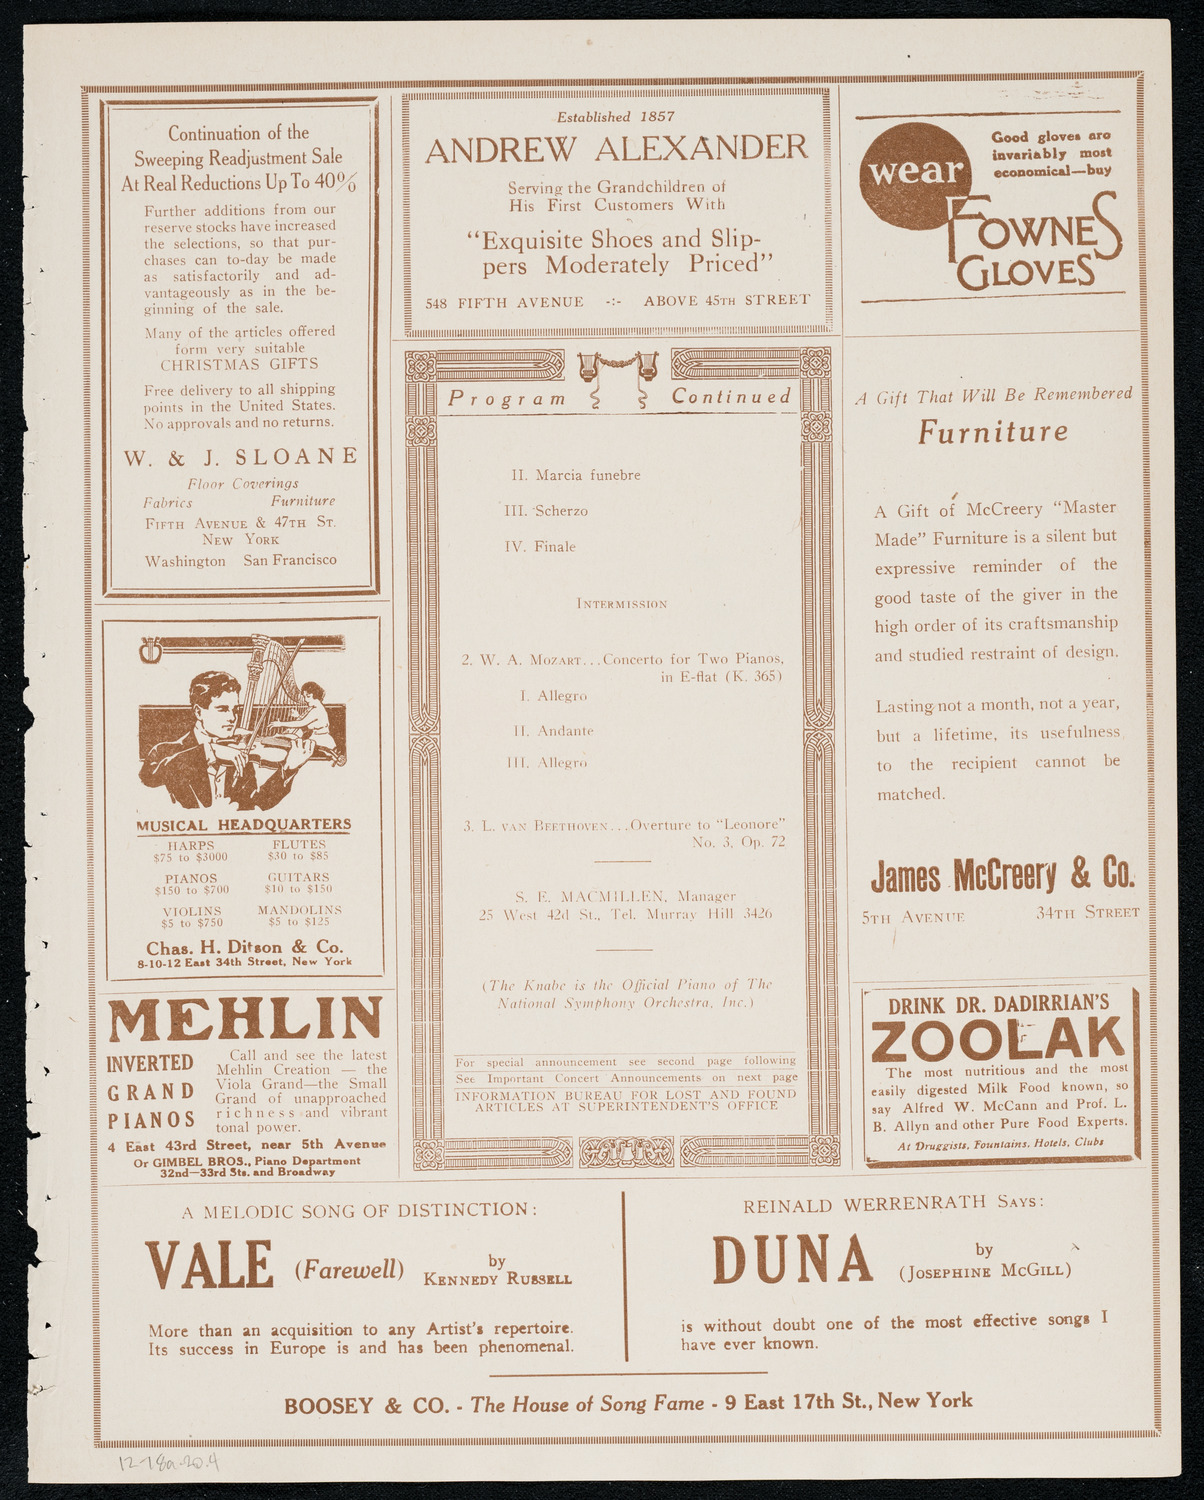 Continuation of the
Sweeping Readjustment Sale
At Real Reductions Up To 40%
Further additions from our
reserve stocks have increased
the selections, so that pur-
chases can to-day be made
as satisfactorily and ad-
vantageously as in the be-
ginning of the sale.
Many of the articles offered
form very suitable
CHRISTMAS GIFTS
Free delivery to all shipping
points in the United States.
No approvals and no returns.
W. & J. SLOANE
Floor Coverings
Fabrics Furniture
FIFTH AVENUE & 47TH ST.
NEW YORK
Washington San Francisco
MUSICAL HEADQUARTERS
HARPS FLUTES
$75 to $3000 $30 to $85
PIANOS GUITARS
$150 to $700 $10 to $150
VIOLINS MANDOLINS
$5 to $750 $5 to $125
Chas. H. Ditson & Co.
8-10-12 East 34th Street, New York
MEHLIN
INVERTED
GRAND
PIANOS
Call and see the latest
Mehlin Creation — the
Viola Grand—the Small
Grand of unapproached
richness and vibrant
tonal power.
4 East 43rd Street, near 5th Avenue
Or GIMBEL BROS., Piano Department
32nd—33rd Sts. and Broadway
Established 1857
ANDREW ALEXANDER
Serving the Grandchildren of
His First Customers With
"Exquisite Shoes and Slip-
pers Moderately Priced"
548 FIFTH AVENUE -:- ABOVE 45TH STREET
Program Continued
II. Marcia funebre
III. Scherzo
IV. Finale
INTERMISSION
2. W. A. MOZART...Concerto for Two Pianos,
in E-flat (K. 365)
I. Allegro
II. Andante
III. Allegro
3. L. VAN BEETHOVEN...Overture to "Leonore"
No. 3, Op. 72
S. E. MACMILLEN, Manager
25 West 42d St., Tel. Murray Hill 3426
(The Knabe is the Official Piano of The
National Symphony Orchestra, Inc.)
For special announcement see second page following
See Important Concert Announcements on next page
INFORMATION BUREAU FOR LOST AND FOUND
ARTICLES AT SUPERINTENDENT'S OFFICE
wear
Good gloves are
invariably most
economical—buy
FOWNES
GLOVES
A Gift That Will Be Remembered
Furniture
A Gift of McCreery "Master
Made" Furniture is a silent but
expressive reminder of the
good taste of the giver in the
high order of its craftsmanship
and studied restraint of design.
Lasting not a month, not a year,
but a lifetime, its usefulness
to the recipient cannot be
matched.
James McCreery & Co.
5TH AVENUE 34TH STREET
DRINK DR. DADIRRIAN'S
ZOOLAK
The most nutritious and the most
easily digested Milk Food known, so
say Alfred W. McCann and Prof. L.
B. Allyn and other Pure Food Experts.
At Druggists, Fountains, Hotels, Clubs
A MELODIC SONG OF DISTINCTION:
VALE (Farewell) by
KENNEDY RUSSELL
More than an acquisition to any Artist's repertoire.
Its success in Europe is and has been phenomenal.
REINALD WERRENRATH SAYS:
DUNA by
(JOSEPHINE McGILL)
is without doubt one of the most effective songs I
have ever known.
BOOSEY & CO. - The House of Song Fame - 9 East 17th St., New York
12-18a-20.4